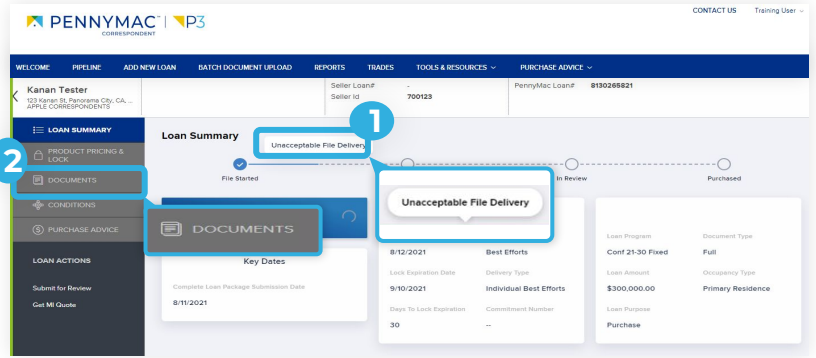 CONTACT US Training User
PENNYMAC P3
CORRESPONDENT
WELCOME PIPELINE ADD NEW LOAN BATCH DOCUMENT UPLOAD REPORTS TRADES TOOLS & RESOURCES PURCHASE ADVICE
Kanan Tester
123 Kanan St, Panorama City, CA, ...
APPLE CORRESPONDENTS
Seller Loan# -
Seller Id 700123
PennyMac Loan# 8130265821
1
2
LOAN SUMMARY
PRODUCT PRICING &
LOCK
DOCUMENTS
CONDITIONS
PURCHASE ADVICE
LOAN ACTIONS
Submit for Review
Get MI Quote
Loan Summary
Unacceptable File Delivery
File Started
In Review
Purchased
Unacceptable File Delivery
DOCUMENTS
Key Dates
Complete Loan Package Submission Date
8/11/2021
8/12/2021 Best Efforts
Lock Expiration Date Delivery Type
9/10/2021 Individual Best Efforts
Days To Lock Expiration Commitment Number
30 --
Loan Program Document Type
Conf 21-30 Fixed Full
Loan Amount Occupancy Type
$300,000.00 Primary Residence
Loan Purpose
Purchase